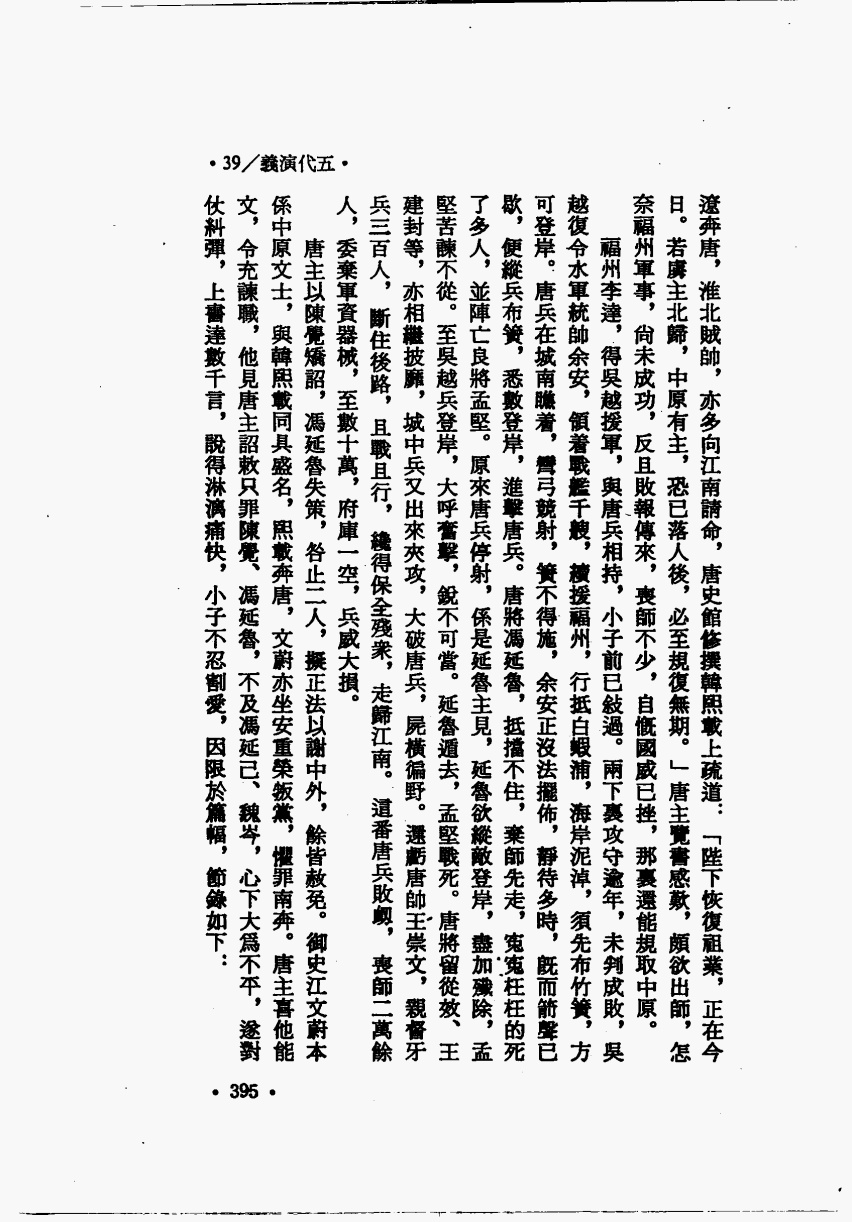 •39／義演代五•
遼奔唐，淮北賊帥，亦多向江南請命，唐史館修撰韓熙載上疏道：「陛下恢復祖業，正在今
日。若虜主北歸，中原有主，恐已落人後，必至規復無期。」唐主覽書感歎，頗欲出師，怎
奈福州軍事，尙未成功，反且敗報傳來，喪師不少，自慨國威已挫，那裏還能規取中原。
福州李達，得吳越援軍，與唐兵相持，小子前已敍過。兩下裏攻守逾年，未判成敗，吳
越復令水軍統帥余安，領着戰艦千艘，續援福州，行抵白蝦浦，海岸泥淖，須先布竹簀，方
可登岸。唐兵在城南瞧着，彎弓競射，簀不得施，余安正沒法擺佈，靜待多時，旣而箭聲已
歇，便縱兵布簀，悉數登岸，進擊唐兵。唐將馮延魯，抵擋不住，棄師先走，寃寃枉枉的死
了多人，並陣亡良將孟堅。原來唐兵停射，係是延魯主見，延魯欲縱敵登岸，盡加殲除，孟
堅苦諫不從。至吳越兵登岸，大呼奮擊，銳不可當。延魯遁去，孟堅戰死。唐將留從效、王
建封等，亦相繼披靡，城中兵又出來夾攻，大破唐兵，屍橫徧野。還虧唐帥王崇文，親督牙
兵三百人，斷住後路，且戰且行，纔得保全殘衆，走歸江南。這番唐兵敗衂，喪師二萬餘
人，委棄軍資器械，至數十萬，府庫一空，兵威大損。
唐主以陳覺矯詔，馮延魯失策，咎止二人，擬正法以謝中外，餘皆赦免。御史江文蔚本
係中原文士，與韓熙載同具盛名，熙載奔唐，文蔚亦坐安重榮叛黨，懼罪南奔。唐主喜他能
文，令充諫職，他見唐主詔敕只罪陳覺、馮延魯，不及馮延己、魏岑，心下大爲不平，遂對
仗糾彈，上書達數千言，說得淋漓痛快，小子不忍割愛，因限於篇幅，節錄如下：
•395•